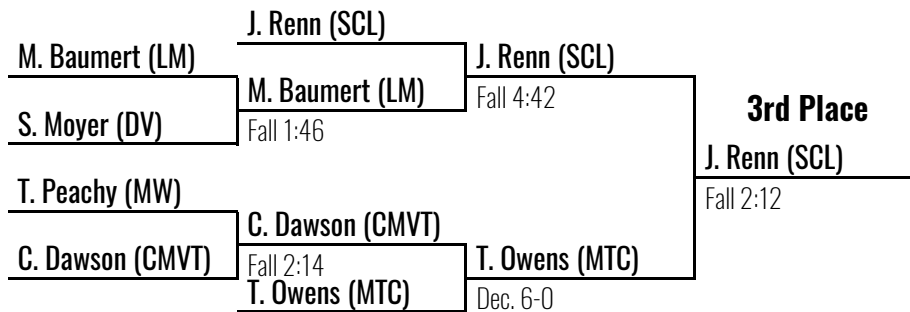 J. Renn (SCL)
M. Baumert (LM)
J. Renn (SCL)
M. Baumert (LM)
Fall 4:42
3rd Place
S. Moyer (DV)
Fall 1:46
J. Renn (SCL)
T. Peachy (MW)
Fall 2:12
C. Dawson (CMVT)
C. Dawson (CMVT)
Fall 2:14
T. Owens (MTC)
T. Owens (MTC)
Dec. 6-0